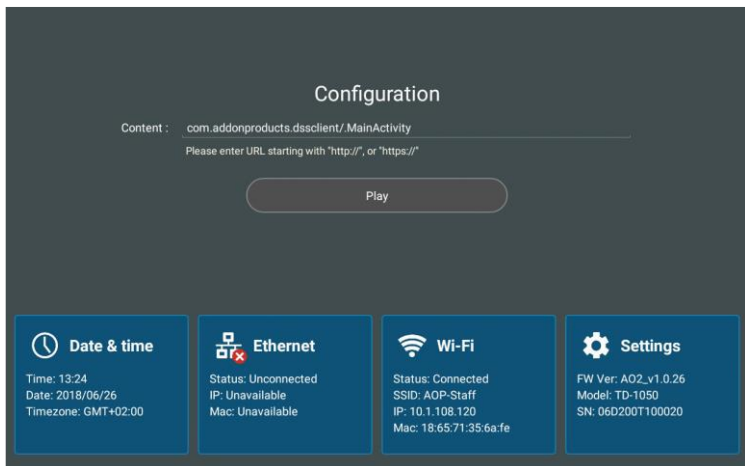 Configuration
Content : com.addonproducts.dssclient/.MainActivity
Please enter URL starting with "http://", or "https://"
Play
Date & time
Time: 13:24
Date: 2018/06/26
Timezone: GMT+02:00
Ethernet
Status: Unconnected
IP: Unavailable
Mac: Unavailable
Wi-Fi
Status: Connected
SSID: AOP-Staff
IP: 10.1.108.120
Mac: 18:65:71:35:6a:fe
Settings
FW Ver: AO2_v1.0.26
Model: TD-1050
SN: 06D200T100020